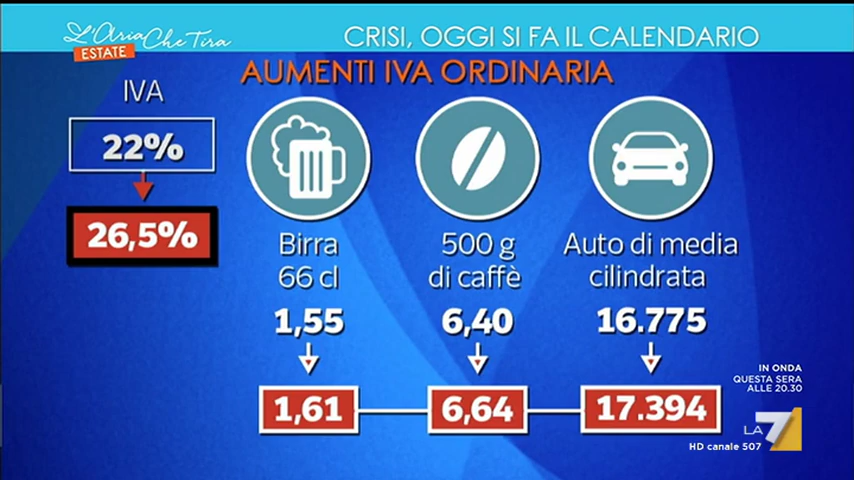 L'Aria Che Tira
ESTATE
CRISI, OGGI SI FA IL CALENDARIO
AUMENTI IVA ORDINARIA
IVA
22%
26,5%
Birra
66 cl
1,55
1,61
500 g
di caffè
6,40
6,64
Auto di media
cilindrata
16.775
17.394
IN ONDA
QUESTA SERA
ALLE 20.30
LA7
HD canale 507